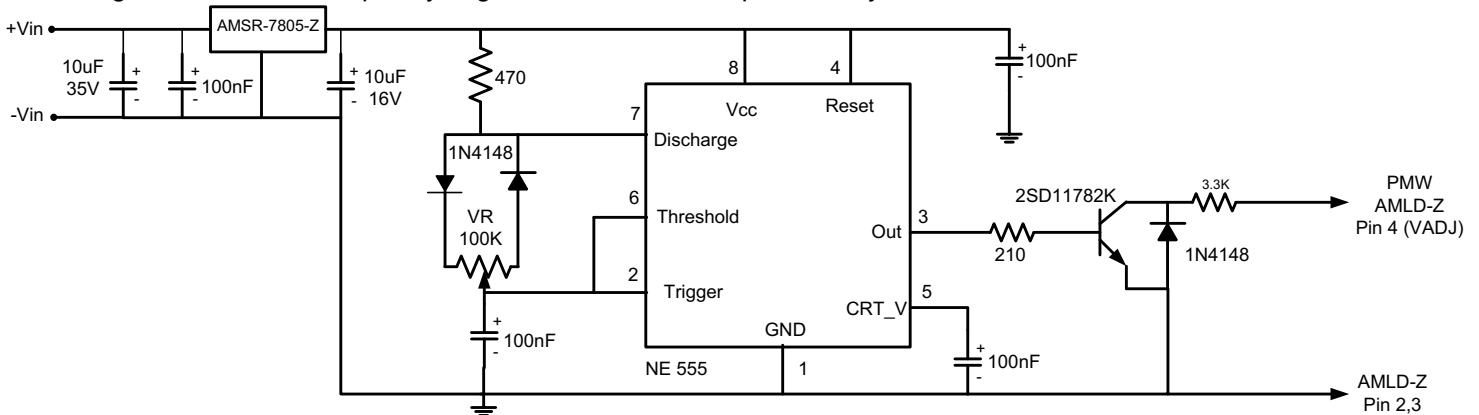 +Vin
AMSR-7805-Z
10uF
35V
+
-
+
100nF
-
+
10uF
16V
-
-Vin
470
8
4
+
100nF
-
Vcc
Reset
7
Discharge
1N4148
6
Threshold
VR
100K
2
Trigger
+
100nF
-
Out
3
210
2SD11782K
3.3K
1N4148
PMW
AMLD-Z
Pin 4 (VADJ)
CRT_V
5
+
100nF
-
GND
NE 555
1
AMLD-Z
Pin 2,3